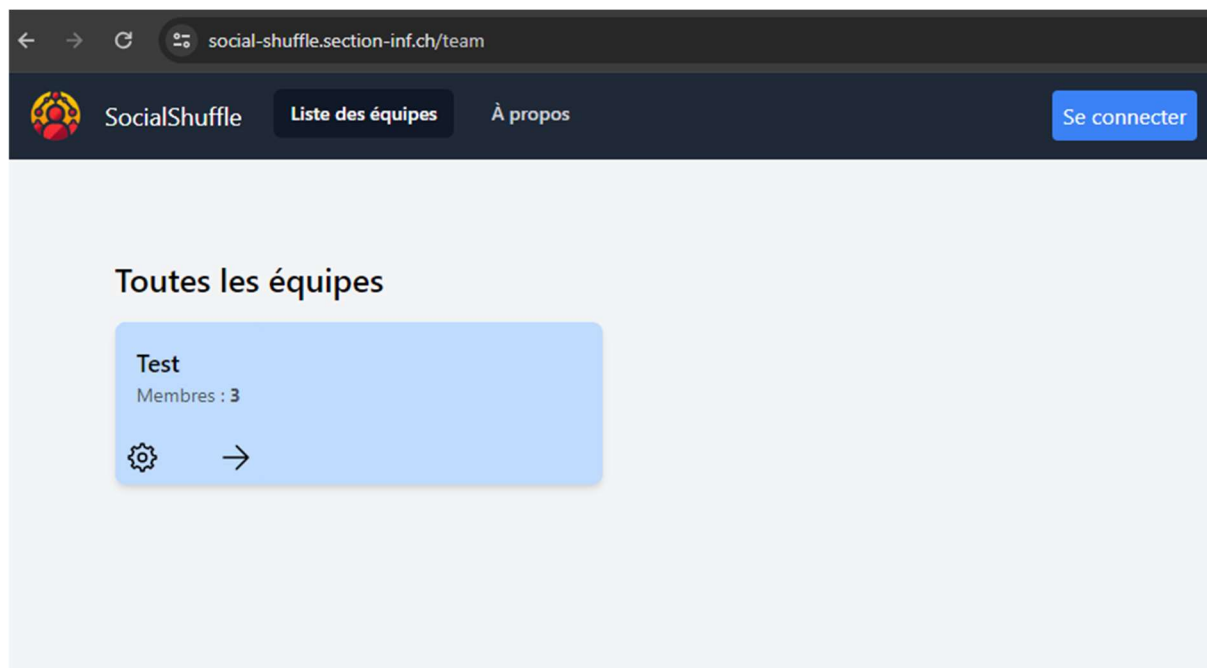 social-shuffle.section-inf.ch/team
SocialShuffle Liste des équipes À propos Se connecter
Toutes les équipes
Test
Membres : 3